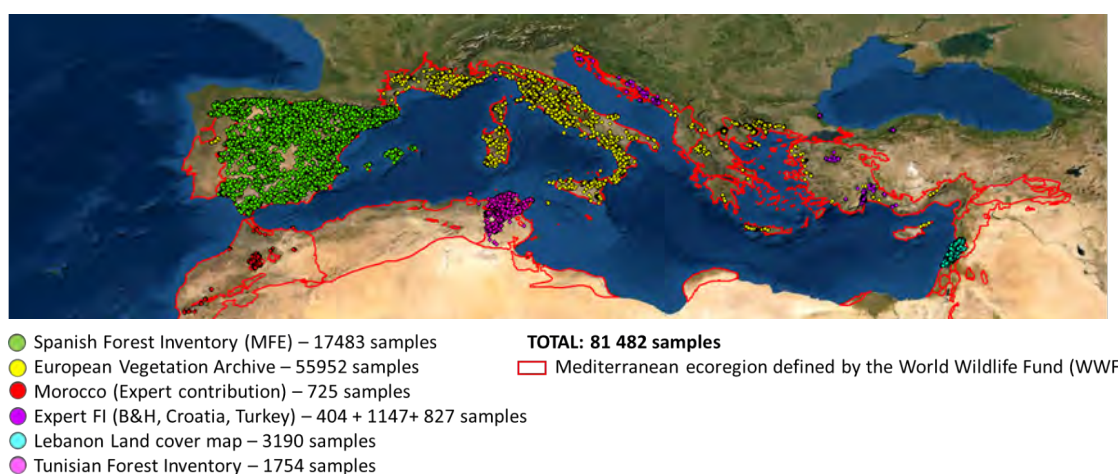 Spanish Forest Inventory (MFE) – 17483 samples
European Vegetation Archive – 55952 samples
Morocco (Expert contribution) – 725 samples
Expert FI (B&H, Croatia, Turkey) – 404 + 1147+ 827 samples
Lebanon Land cover map – 3190 samples
Tunisian Forest Inventory – 1754 samples
TOTAL: 81 482 samples
Mediterranean ecoregion defined by the World Wildlife Fund (WWF